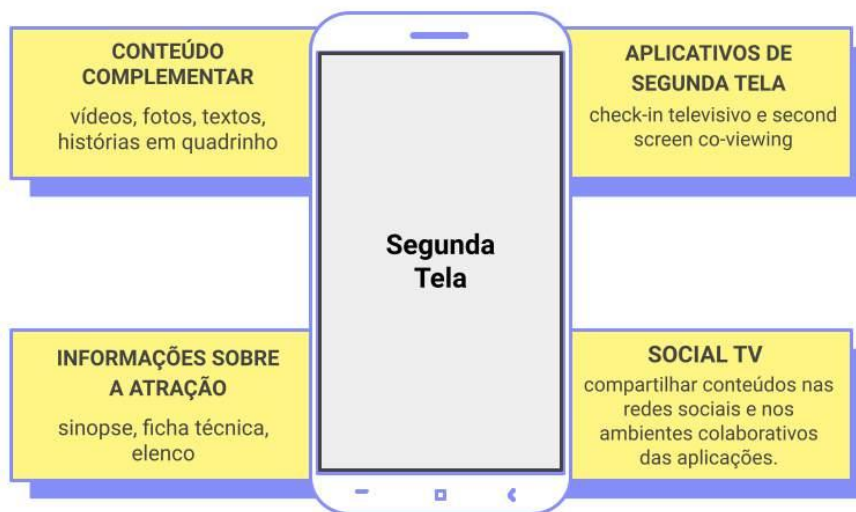 CONTEÚDO
COMPLEMENTAR
vídeos, fotos, textos,
histórias em quadrinho
APLICATIVOS DE
SEGUNDA TELA
check-in televisivo e second
screen co-viewing
Segunda
Tela
INFORMAÇÕES SOBRE
A ATRAÇÃO
sinopse, ficha técnica,
elenco
SOCIAL TV
compartilhar conteúdos nas
redes sociais e nos
ambientes colaborativos
das aplicações.